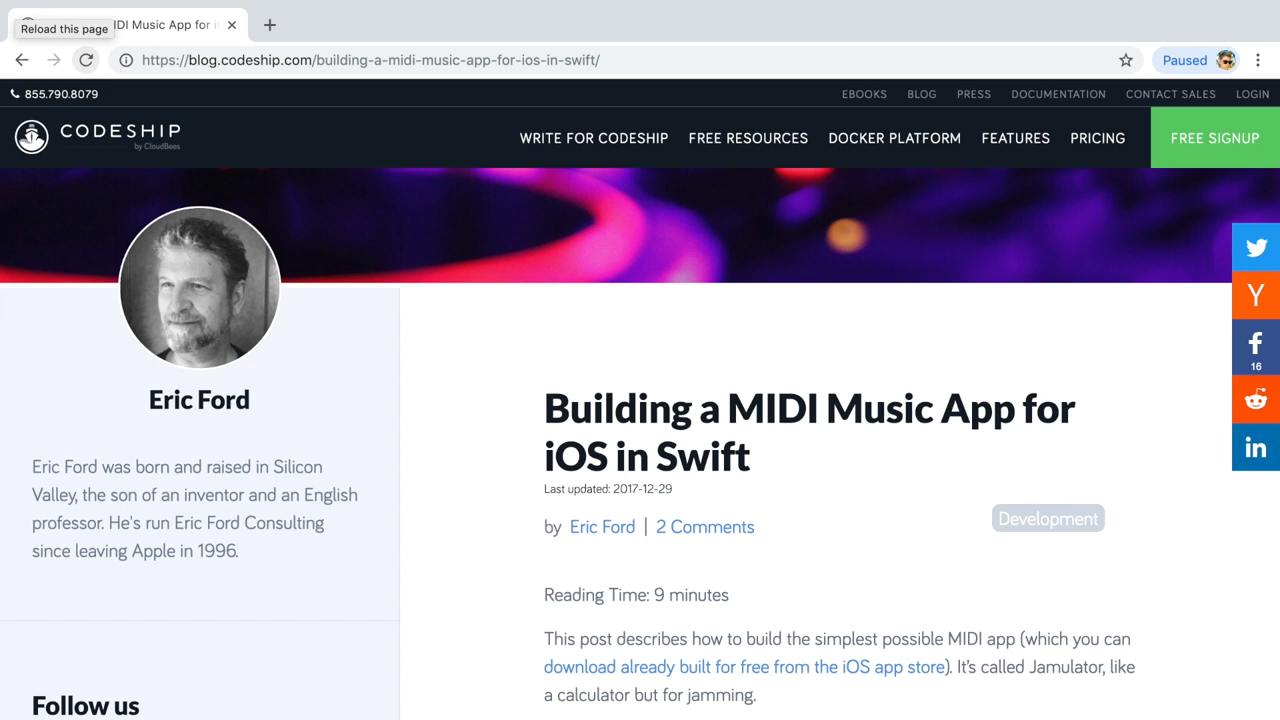 Reload this page
IDI Music App for i
https://blog.codeship.com/building-a-midi-music-app-for-ios-in-swift/
Paused
855.790.8079
EBOOKS
BLOG
PRESS
DOCUMENTATION
CONTACT SALES
LOGIN
CODESHIP
by CloudBees
WRITE FOR CODESHIP
FREE RESOURCES
DOCKER PLATFORM
FEATURES
PRICING
FREE SIGNUP
16
Eric Ford
Eric Ford was born and raised in Silicon
Valley, the son of an inventor and an English
professor. He's run Eric Ford Consulting
since leaving Apple in 1996.
Follow us
Building a MIDI Music App for
iOS in Swift
Last updated: 2017-12-29
by Eric Ford | 2 Comments
Development
Reading Time: 9 minutes
This post describes how to build the simplest possible MIDI app (which you can
download already built for free from the iOS app store). It's called Jamulator, like
a calculator but for jamming.